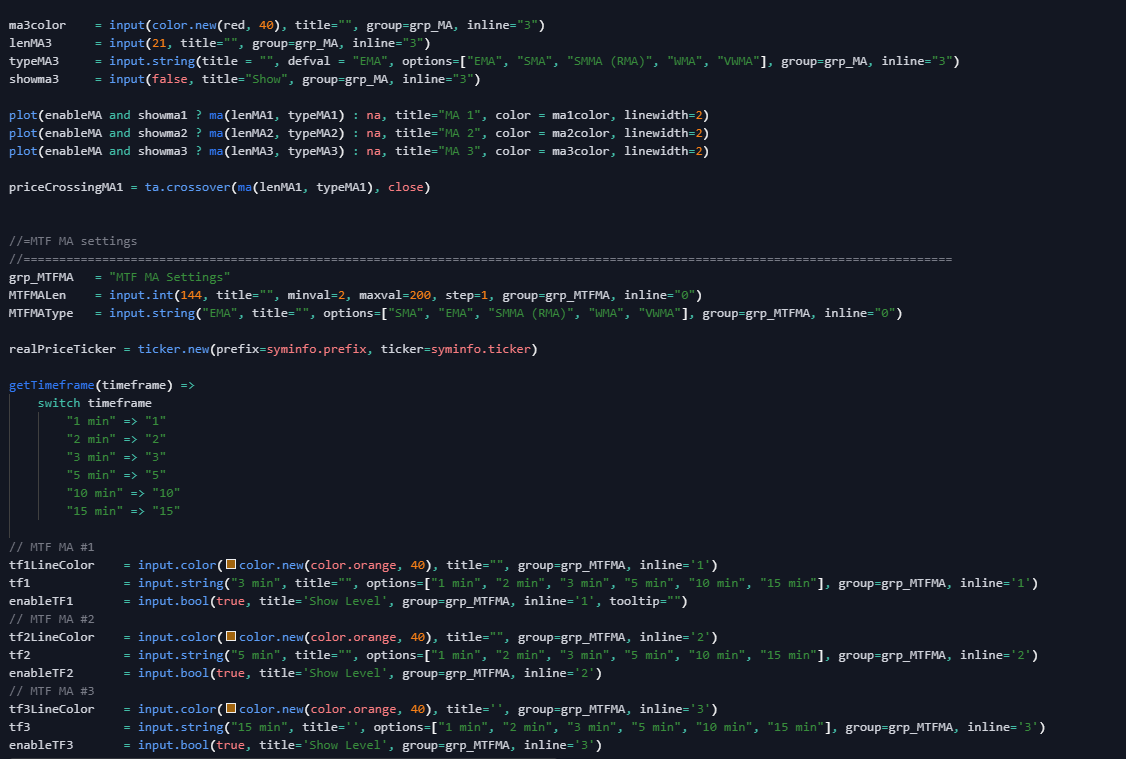 ma3color    = input(color.new(red, 40), title="", group=grp_MA, inline="3")
lenMA3      = input(21, title="", group=grp_MA, inline="3")
typeMA3     = input.string(title = "", defval = "EMA", options=["EMA", "SMA", "SMMA (RMA)", "WMA", "VWMA"], group=grp_MA, inline="3")
showma3     = input(false, title="Show", group=grp_MA, inline="3")

plot(enableMA and showma1 ? ma(lenMA1, typeMA1) : na, title="MA 1", color = ma1color, linewidth=2)
plot(enableMA and showma2 ? ma(lenMA2, typeMA2) : na, title="MA 2", color = ma2color, linewidth=2)
plot(enableMA and showma3 ? ma(lenMA3, typeMA3) : na, title="MA 3", color = ma3color, linewidth=2)

priceCrossingMA1 = ta.crossover(ma(lenMA1, typeMA1), close)


//=MTF MA settings
//==================================================================================================================================
grp_MTFMA   = "MTF MA Settings"
MTFMALen    = input.int(144, title="", minval=2, maxval=200, step=1, group=grp_MTFMA, inline="0")
MTFMAType   = input.string("EMA", title="", options=["SMA", "EMA", "SMMA (RMA)", "WMA", "VWMA"], group=grp_MTFMA, inline="0")

realPriceTicker = ticker.new(prefix=syminfo.prefix, ticker=syminfo.ticker)

getTimeframe(timeframe) =>
    switch timeframe
        "1 min" => "1"
        "2 min" => "2"
        "3 min" => "3"
        "5 min" => "5"
        "10 min" => "10"
        "15 min" => "15"

// MTF MA #1
tf1LineColor    = input.color(color.new(color.orange, 40), title="", group=grp_MTFMA, inline='1')
tf1             = input.string("3 min", title="", options=["1 min", "2 min", "3 min", "5 min", "10 min", "15 min"], group=grp_MTFMA, inline='1')
enableTF1       = input.bool(true, title='Show Level', group=grp_MTFMA, inline='1', tooltip="")
// MTF MA #2
tf2LineColor    = input.color(color.new(color.orange, 40), title="", group=grp_MTFMA, inline='2')
tf2             = input.string("5 min", title="", options=["1 min", "2 min", "3 min", "5 min", "10 min", "15 min"], group=grp_MTFMA, inline='2')
enableTF2       = input.bool(true, title='Show Level', group=grp_MTFMA, inline='2')
// MTF MA #3
tf3LineColor    = input.color(color.new(color.orange, 40), title='', group=grp_MTFMA, inline='3')
tf3             = input.string("15 min", title='', options=["1 min", "2 min", "3 min", "5 min", "10 min", "15 min"], group=grp_MTFMA, inline='3')
enableTF3       = input.bool(true, title='Show Level', group=grp_MTFMA, inline='3')